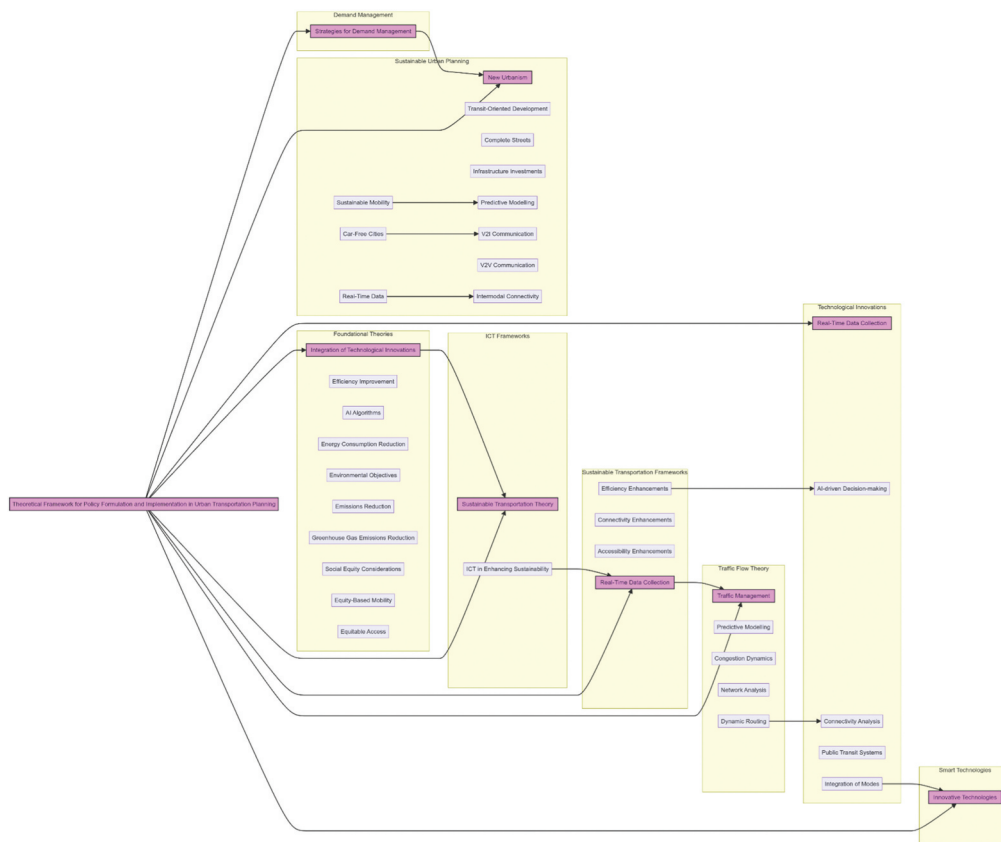 Demand Management
Strategies for Demand Management
Sustainable Urban Planning
New Urbanism
Transit-Oriented Development
Complete Streets
Infrastructure Investments
Sustainable Mobility
Predictive Modelling
Car-Free Cities
V2I Communication
V2V Communication
Real-Time Data
Intermodal Connectivity
Theoretical Framework for Policy Formulation and Implementation in Urban Transportation Planning
Foundational Theories
Integration of Technological Innovations
Efficiency Improvement
AI Algorithms
Energy Consumption Reduction
Environmental Objectives
Emissions Reduction
Greenhouse Gas Emissions Reduction
Social Equity Considerations
Equity-Based Mobility
Equitable Access
ICT Frameworks
Sustainable Transportation Theory
ICT in Enhancing Sustainability
Sustainable Transportation Frameworks
Efficiency Enhancements
Connectivity Enhancements
Accessibility Enhancements
Real-Time Data Collection
Traffic Flow Theory
Traffic Management
Predictive Modelling
Congestion Dynamics
Network Analysis
Dynamic Routing
Technological Innovations
Real-Time Data Collection
AI-driven Decision-making
Connectivity Analysis
Public Transit Systems
Integration of Modes
Smart Technologies
Innovative Technologies